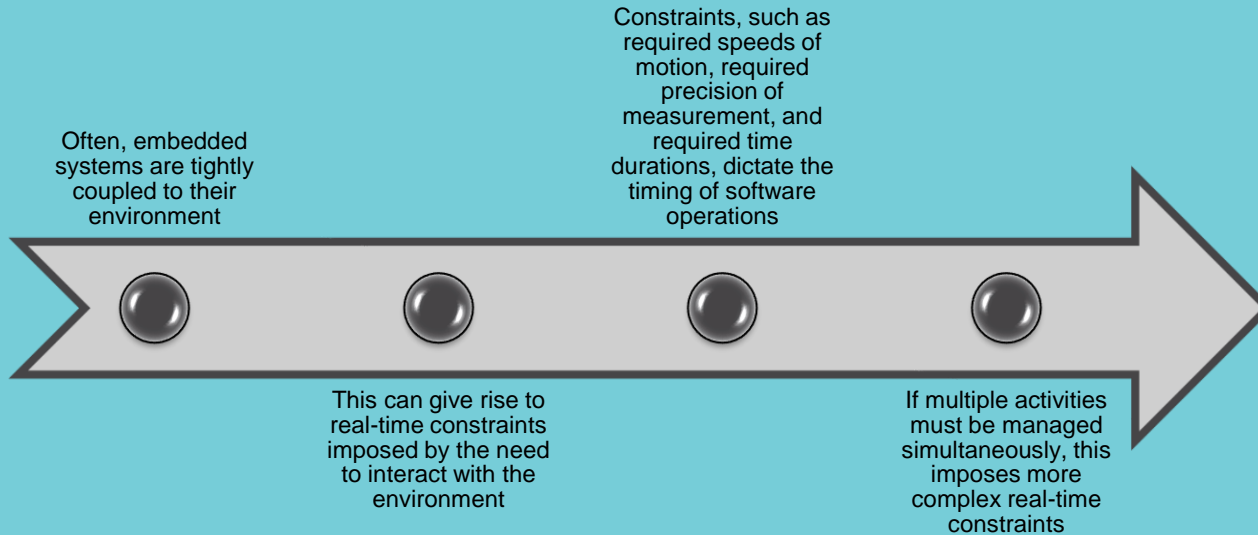 Often, embedded
systems are tightly
coupled to their
environment
This can give rise to
real-time constraints
imposed by the need
to interact with the
environment
Constraints, such as
required speeds of
motion, required
precision of
measurement, and
required time
durations, dictate the
timing of software
operations
If multiple activities
must be managed
simultaneously, this
imposes more
complex real-time
constraints